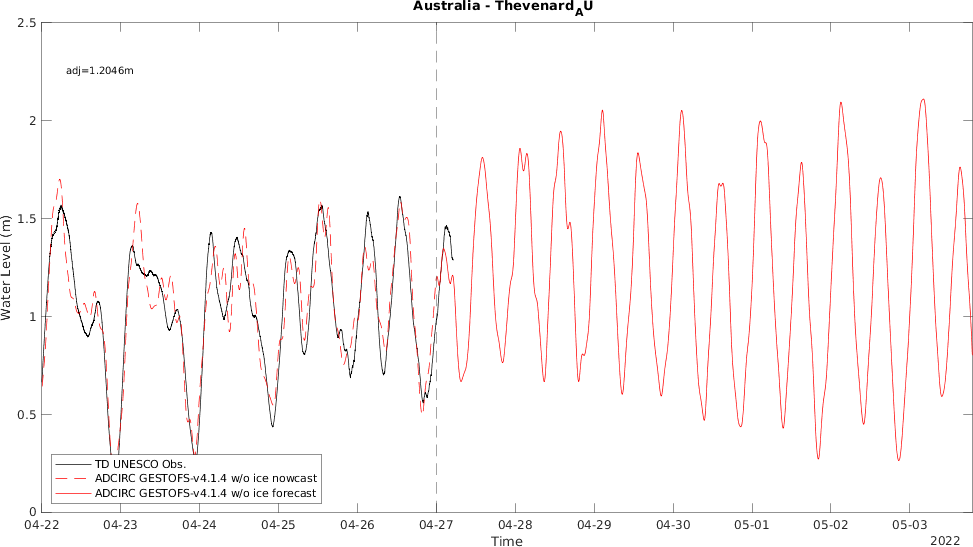 Australia - Thevenard_AU
2.5
adj=1.2046m
2
1.5
Water Level (m)
1
0.5
TD UNESCO Obs.
ADCIRC GESTOFS-v4.1.4 w/o ice nowcast
ADCIRC GESTOFS-v4.1.4 w/o ice forecast
0
04-22 04-23 04-24 04-25 04-26 04-27 04-28 04-29 04-30 05-01 05-02 05-03
Time
2022